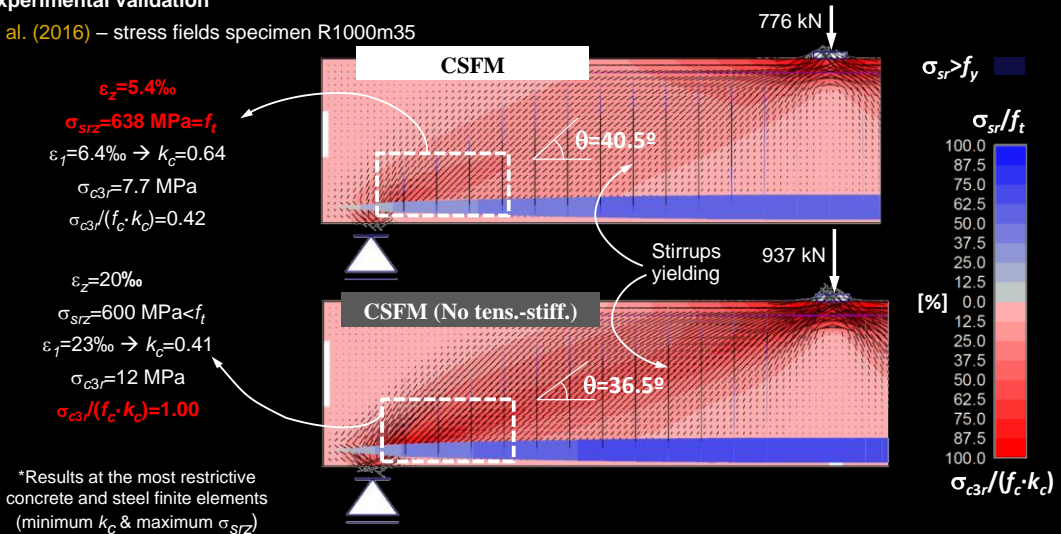 xperimental validation
al. (2016) – stress fields specimen R1000m35
776 kN
CSFM
σsr>fy
εz=5.4‰
σsrz=638 MPa=ft
ε1=6.4‰ → kc=0.64
σc3r=7.7 MPa
σc3r/(fc·kc)=0.42
θ=40.5º
σsr/ft
100.0
87.5
75.0
62.5
50.0
37.5
25.0
12.5
[%] 0.0
12.5
25.0
37.5
50.0
62.5
75.0
87.5
100.0
σc3r/(fc·kc)
Stirrups
yielding
937 kN
εz=20‰
σsrz=600 MPa<ft
ε1=23‰ → kc=0.41
σc3r=12 MPa
σc3r/(fc·kc)=1.00
CSFM (No tens.-stiff.)
θ=36.5º
*Results at the most restrictive
concrete and steel finite elements
(minimum kc & maximum σsrz)